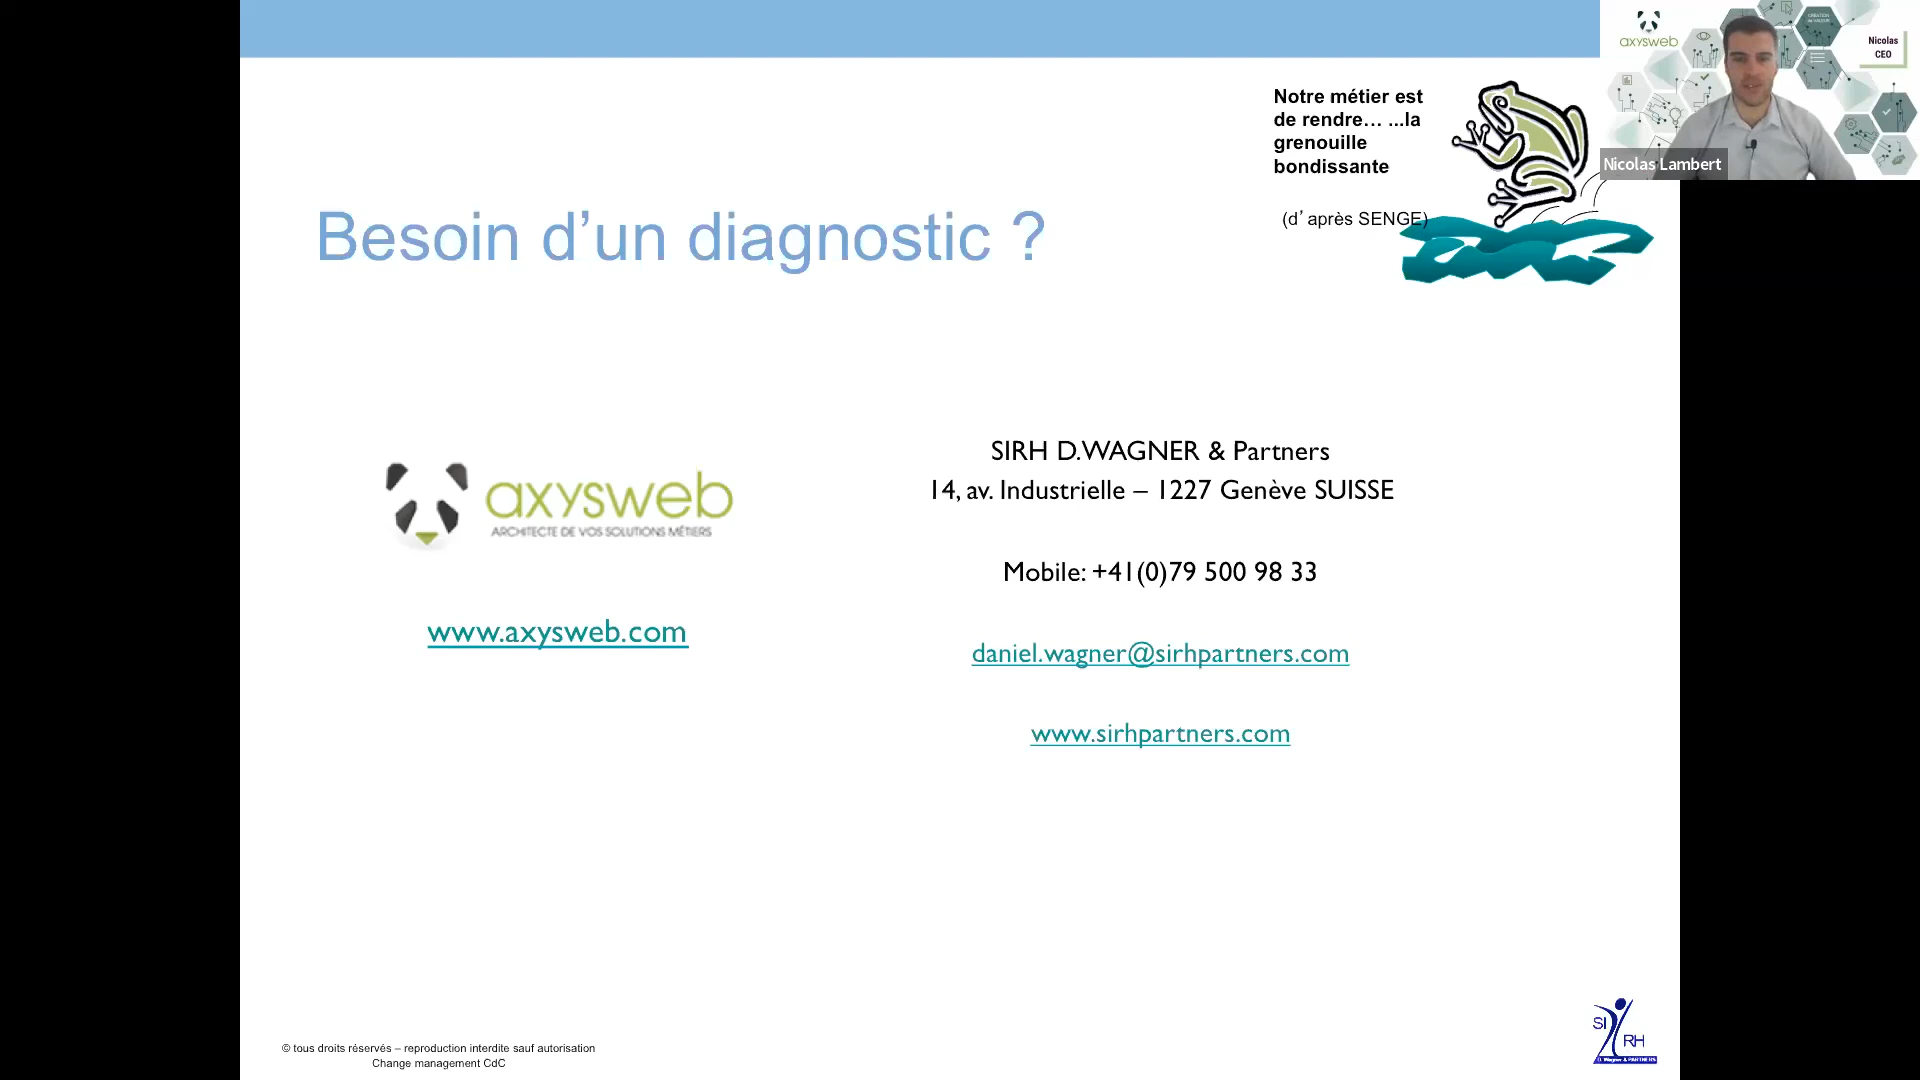 Notre métier est
de rendre… ...la
grenouille
bondissante
(d’après SENGE)
axysweb
Nicolas
CEO
Nicolas Lambert
Besoin d’un diagnostic ?
axysweb
ARCHITECTE DE VOS SOLUTIONS MÉTIERS
www.axysweb.com
SIRH D.WAGNER & Partners
14, av. Industrielle – 1227 Genève SUISSE
Mobile: +41(0)79 500 98 33
daniel.wagner@sirhpartners.com
www.sirhpartners.com
© tous droits réservés – reproduction interdite sauf autorisation
Change management CdC
SI
RH
D. Wagner & PARTNERS